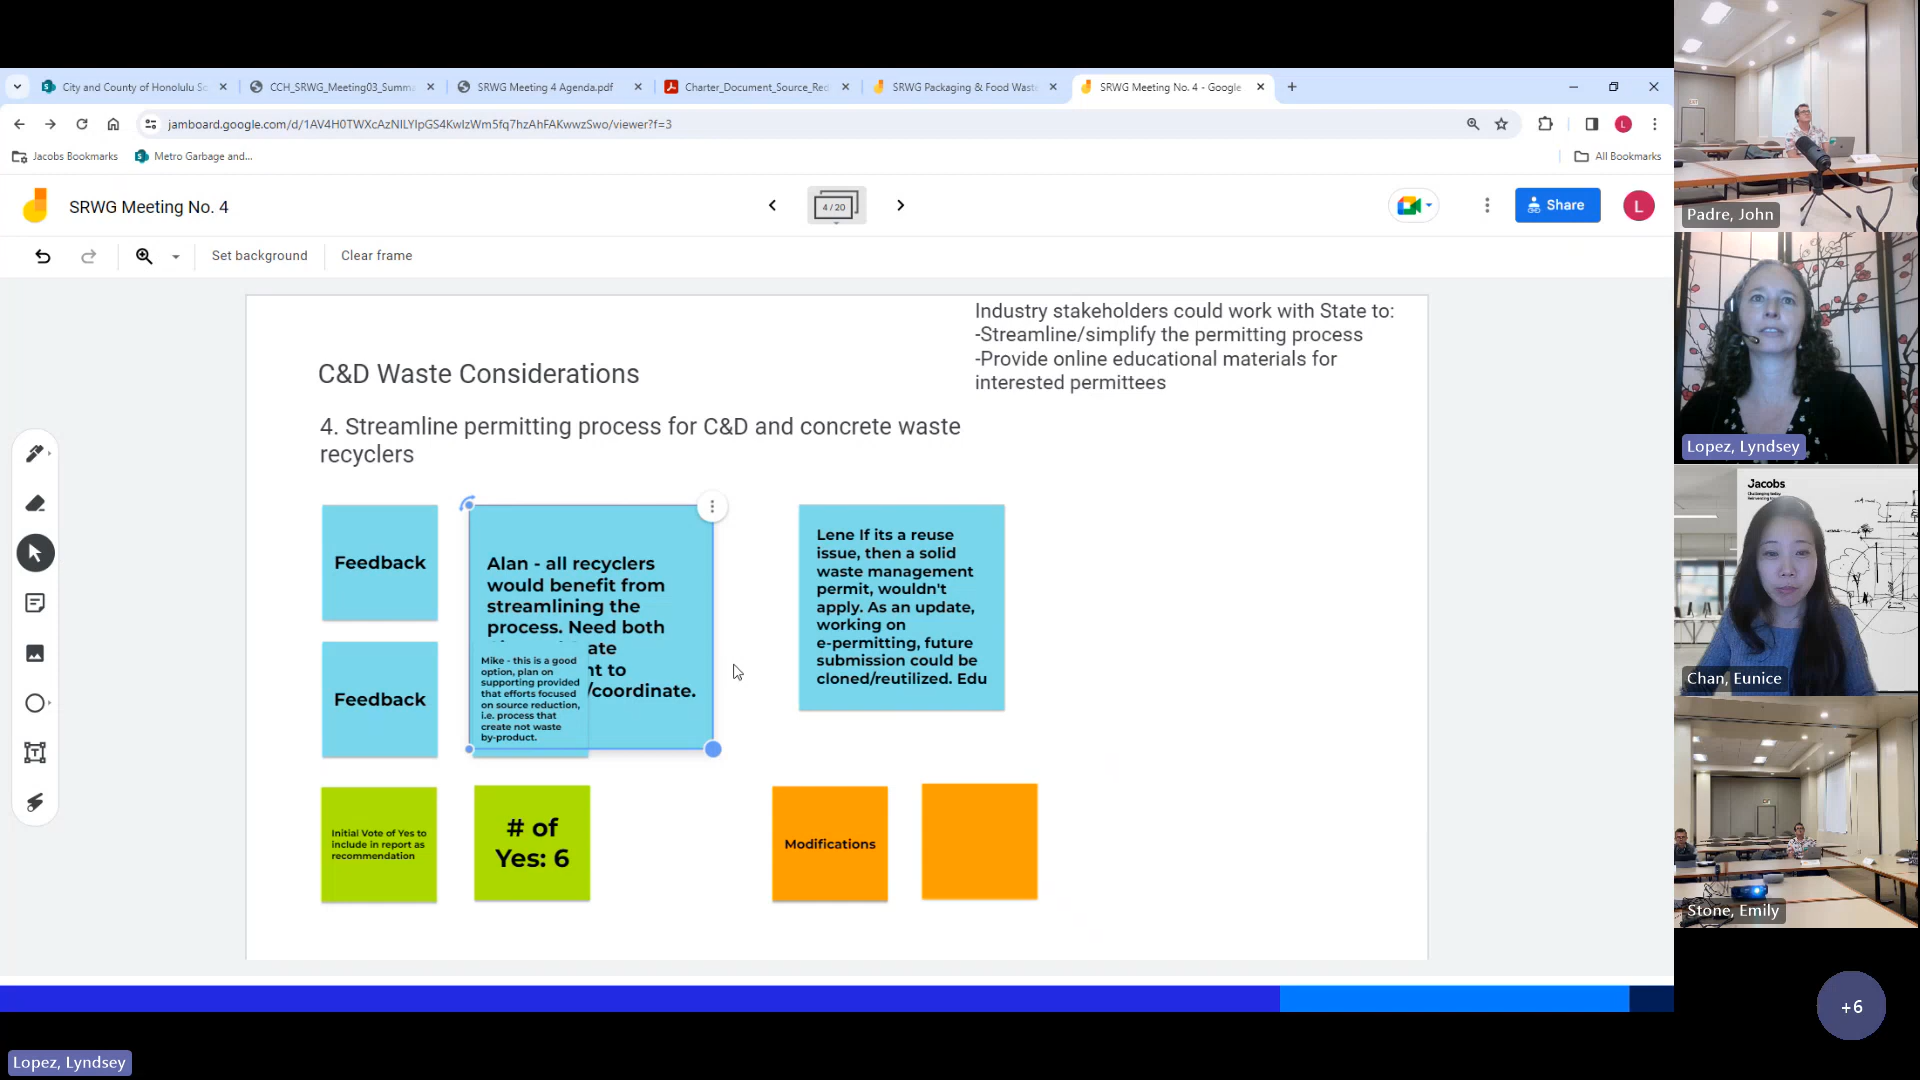 City and County of Honolulu So
CCH_SRWG_Meeting03_Summa
SRWG Meeting 4 Agenda.pdf
Charter_Document_Source_Red
SRWG Packaging & Food Waste
SRWG Meeting No. 4 - Google
jamboard.google.com/d/1AV4H0TWXcAzNILYIpGS4KwIzWm5fq7hzAhFAKwwzSwo/viewer?f=3
Jacobs Bookmarks
Metro Garbage and...
All Bookmarks
SRWG Meeting No. 4
4 / 20
Share
L
Set background
Clear frame
Industry stakeholders could work with State to:
-Streamline/simplify the permitting process
-Provide online educational materials for
interested permittees
C&D Waste Considerations
4. Streamline permitting process for C&D and concrete waste
recyclers
Feedback
Alan - all recyclers
would benefit from
streamlining the
process. Need both
ate
nt to
/coordinate.
Mike - this is a good
option, plan on
supporting provided
that efforts focused
on source reduction,
i.e. process that
create not waste
by-product.
Lene If its a reuse
issue, then a solid
waste management
permit, wouldn't
apply. As an update,
working on
e-permitting, future
submission could be
cloned/reutilized. Edu
Feedback
Initial Vote of Yes to
include in report as
recommendation
# of
Yes: 6
Modifications
Padre, John
Lopez, Lyndsey
Jacobs
Chan, Eunice
Stone, Emily
+6
Lopez, Lyndsey